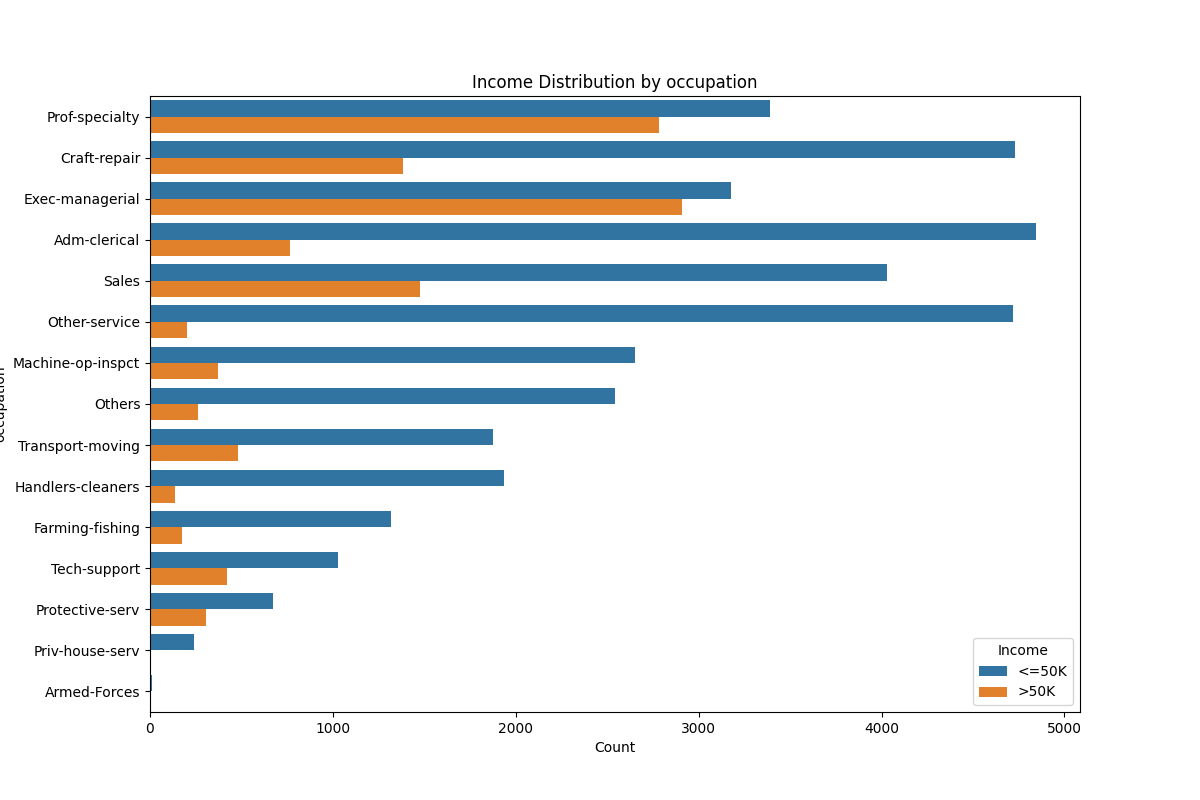 Income Distribution by occupation
Prof-specialty
Craft-repair
Exec-managerial
Adm-clerical
Sales
Other-service
Machine-op-inspct
Others
Transport-moving
Handlers-cleaners
Farming-fishing
Tech-support
Protective-serv
Priv-house-serv
Armed-Forces
occupation
0 1000 2000 3000 4000 5000
Count
Income
<=50K
>50K